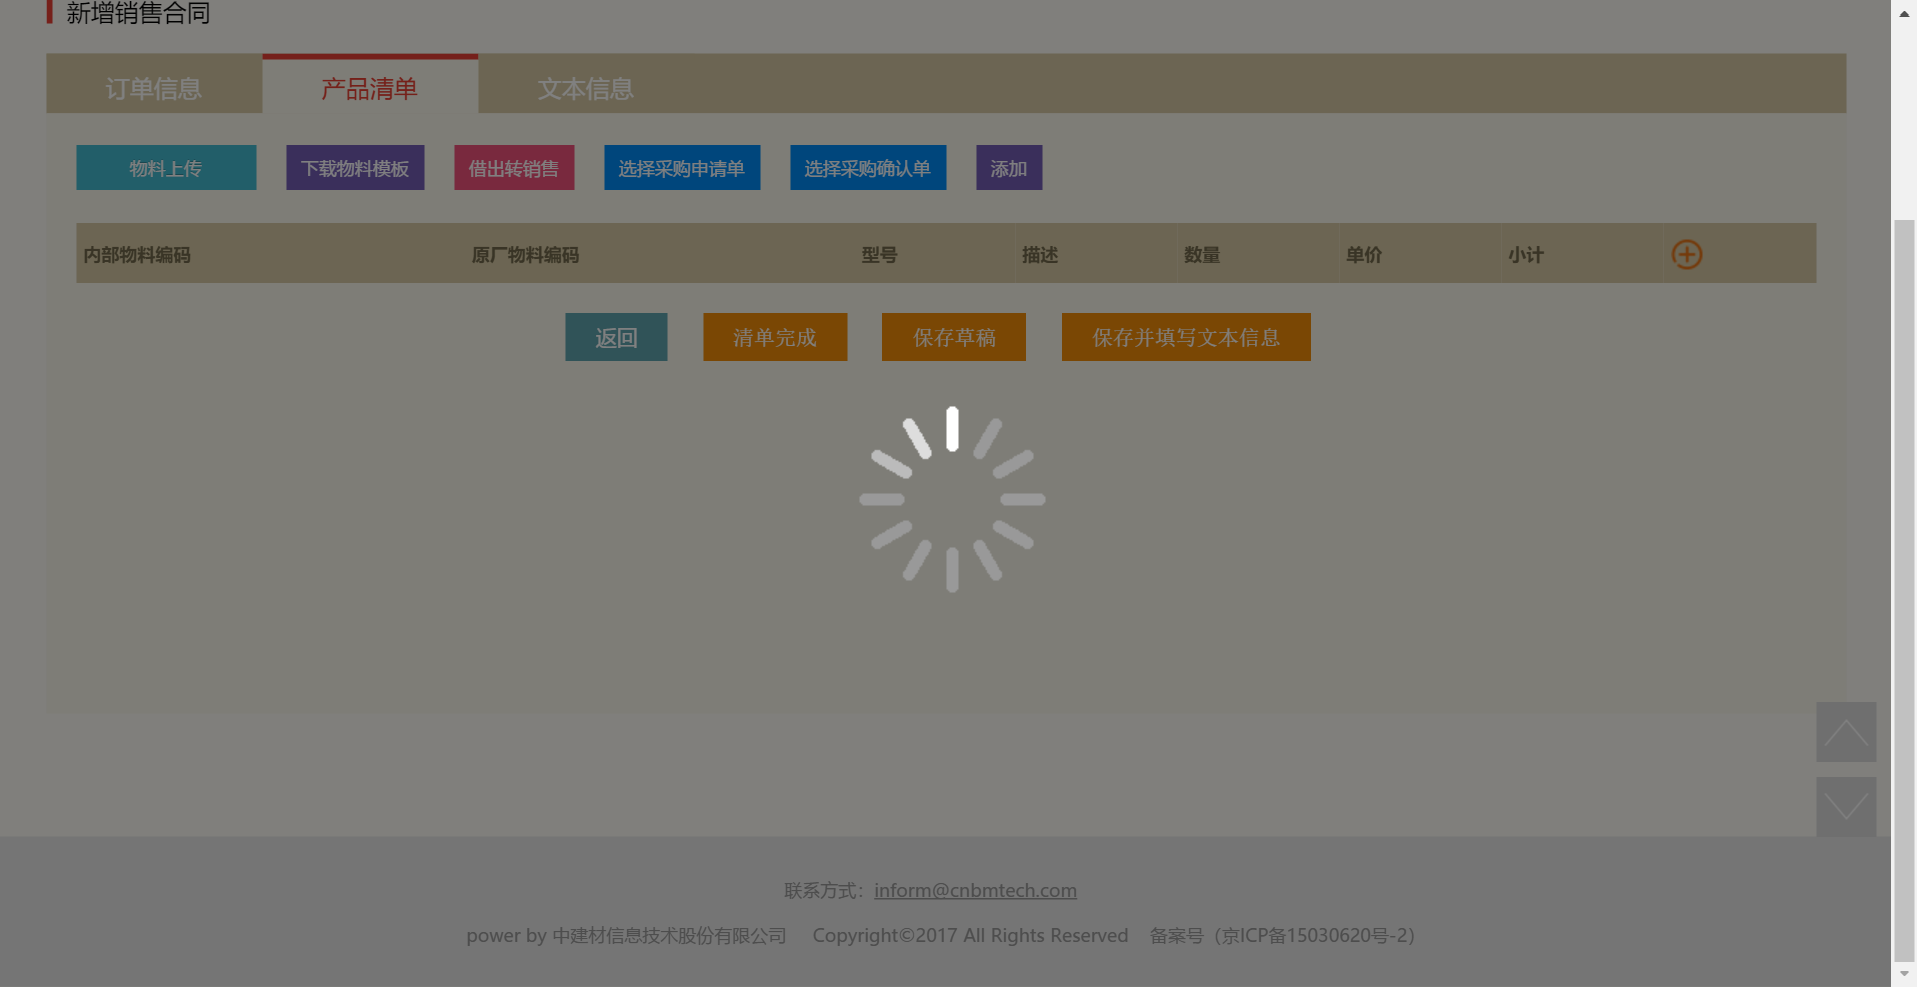 新增销售合同
订单信息 产品清单 文本信息
物料上传 下载物料模板 借出转销售 选择采购申请单 选择采购确认单 添加
内部物料编码 原厂物料编码 型号 描述 数量 单价 小计
返回 清单完成 保存草稿 保存并填写文本信息
联系方式：inform@cnbmtech.com
power by 中建材信息技术股份有限公司 Copyright©2017 All Rights Reserved 备案号（京ICP备15030620号-2）